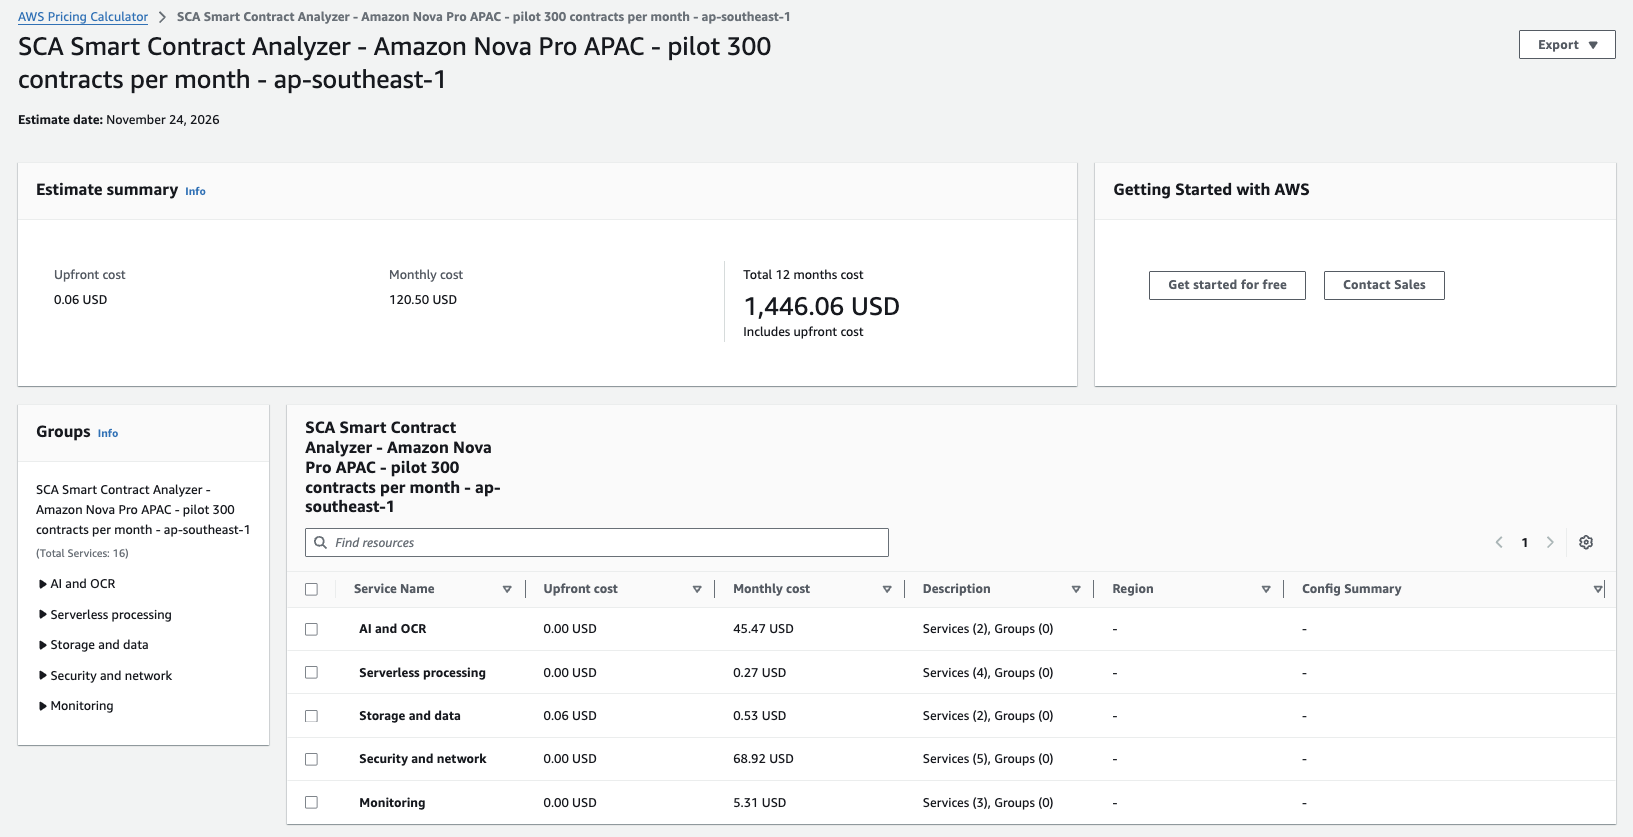 AWS Pricing Calculator > SCA Smart Contract Analyzer - Amazon Nova Pro APAC - pilot 300 contracts per month - ap-southeast-1
SCA Smart Contract Analyzer - Amazon Nova Pro APAC - pilot 300
contracts per month - ap-southeast-1
Export
Estimate date: November 24, 2026
Estimate summary Info
Upfront cost
0.06 USD
Monthly cost
120.50 USD
Total 12 months cost
1,446.06 USD
Includes upfront cost
Getting Started with AWS
Get started for free
Contact Sales
Groups Info
SCA Smart Contract Analyzer -
Amazon Nova Pro APAC - pilot 300
contracts per month - ap-southeast-1
(Total Services: 16)
AI and OCR
Serverless processing
Storage and data
Security and network
Monitoring
SCA Smart Contract
Analyzer - Amazon Nova
Pro APAC - pilot 300
contracts per month - ap-
southeast-1
Find resources
1
Service Name Upfront cost Monthly cost Description Region Config Summary
AI and OCR 0.00 USD 45.47 USD Services (2), Groups (0) - -
Serverless processing 0.00 USD 0.27 USD Services (4), Groups (0) - -
Storage and data 0.06 USD 0.53 USD Services (2), Groups (0) - -
Security and network 0.00 USD 68.92 USD Services (5), Groups (0) - -
Monitoring 0.00 USD 5.31 USD Services (3), Groups (0) - -